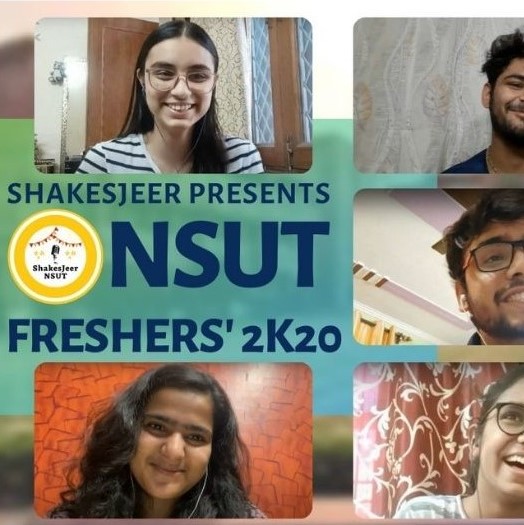 SHAKESJEER PRESENTS
ShakesJeer
NSUT
NSUT
FRESHERS' 2K20